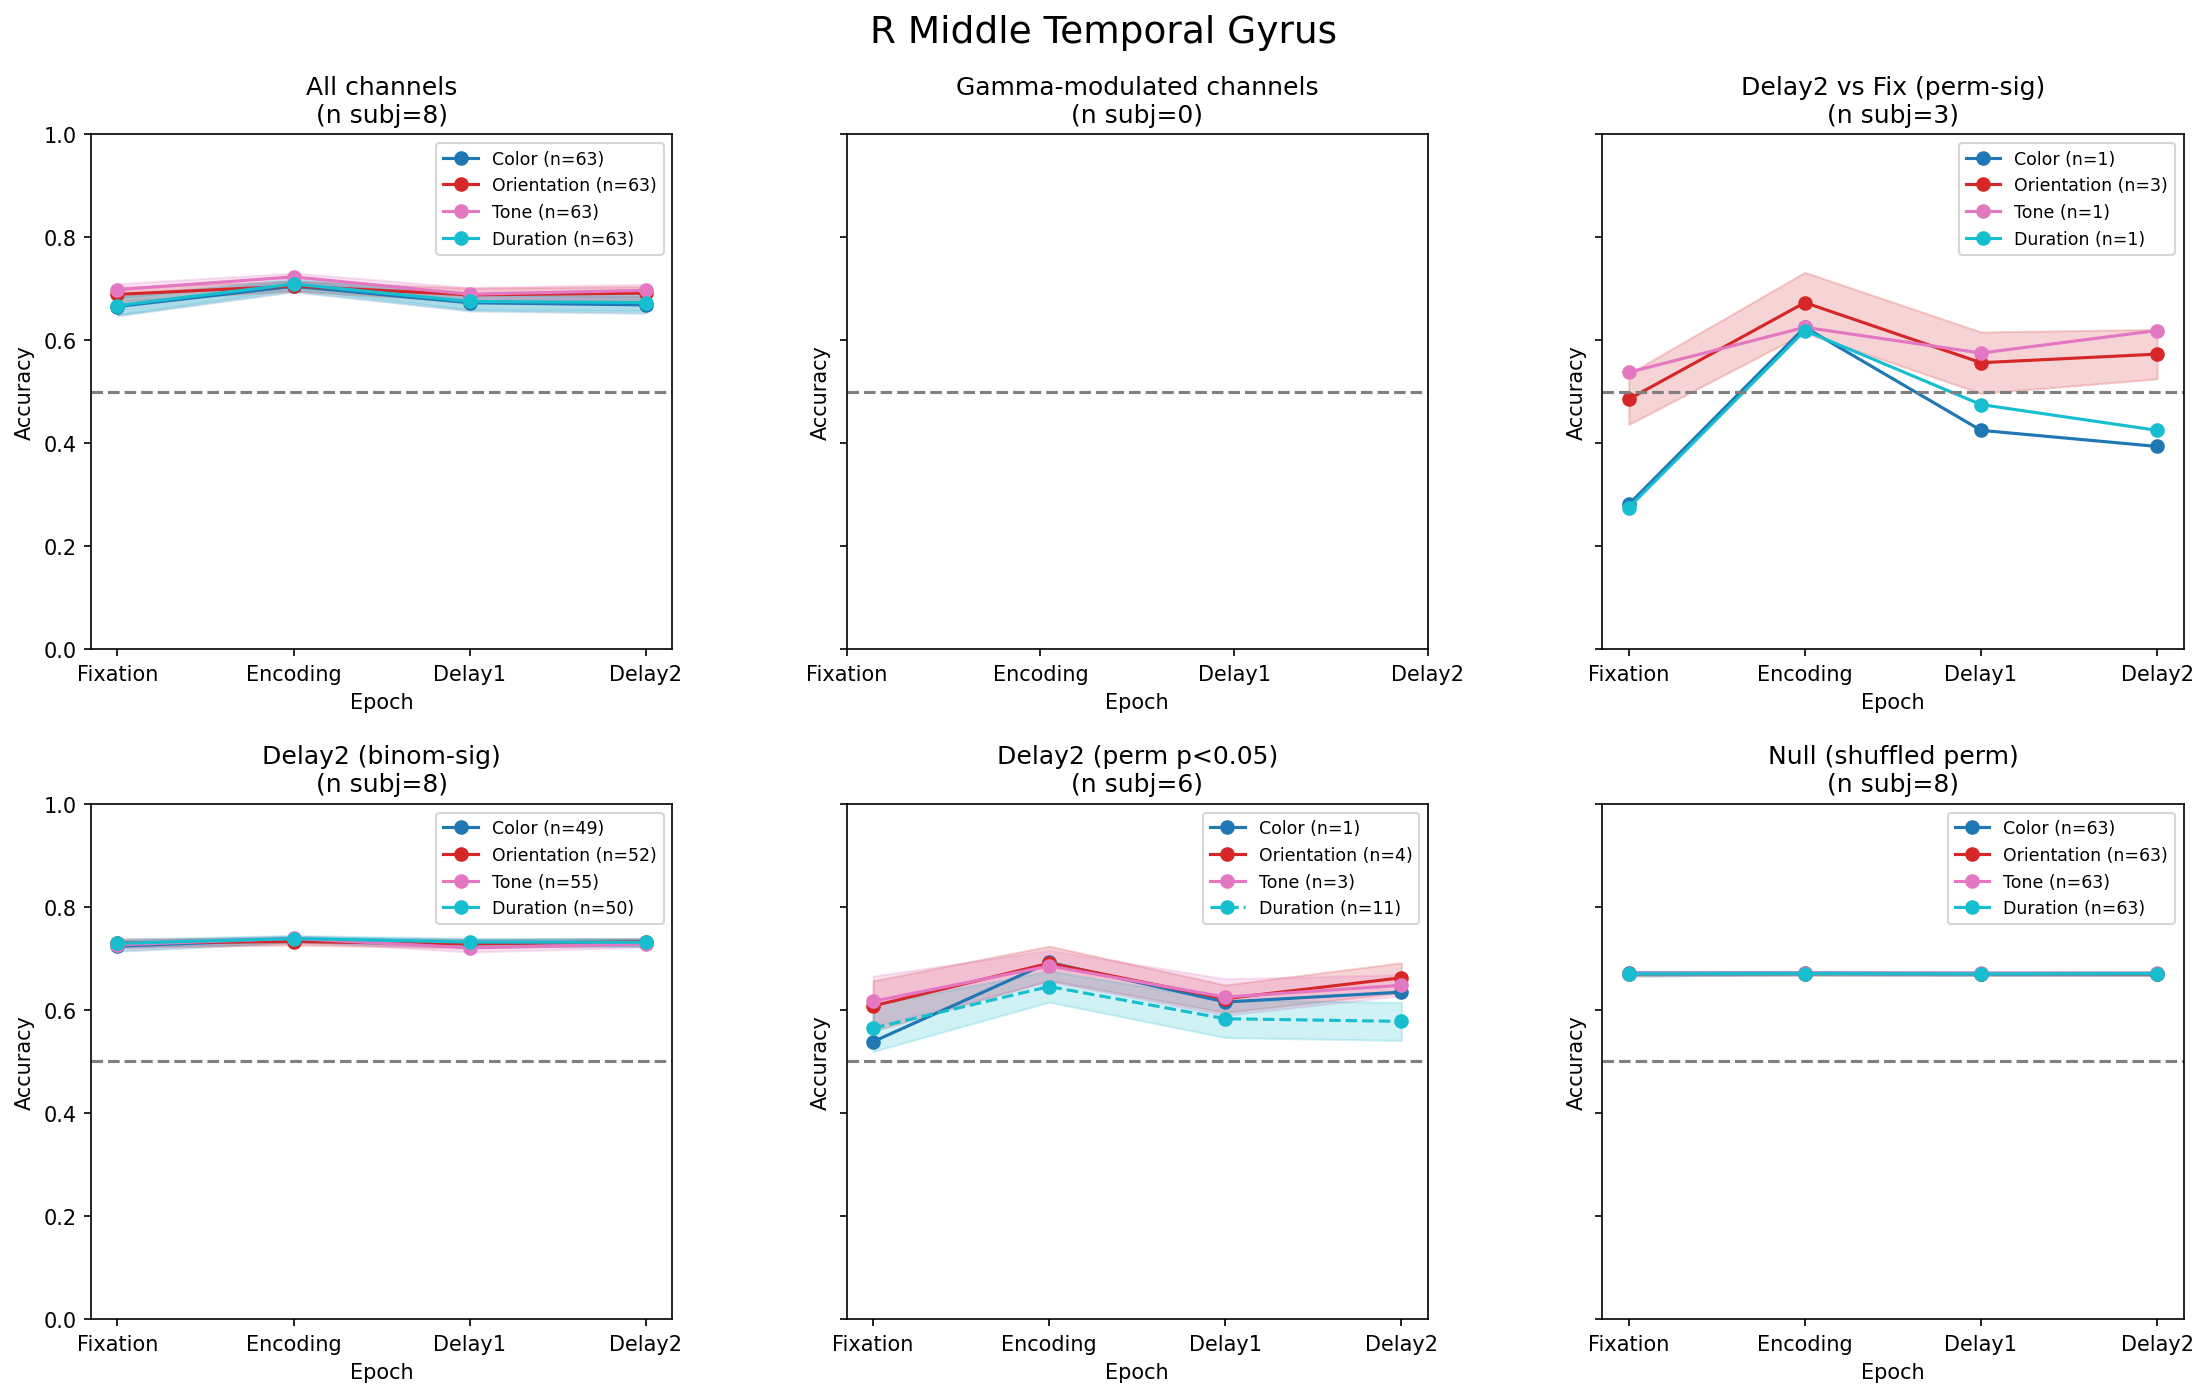 R Middle Temporal Gyrus
All channels
(n subj=8)
Accuracy
1.0
0.8
0.6
0.4
0.2
0.0
Color (n=63)
Orientation (n=63)
Tone (n=63)
Duration (n=63)
Fixation Encoding Delay1 Delay2
Epoch
Gamma-modulated channels
(n subj=0)
Accuracy
Fixation Encoding Delay1 Delay2
Epoch
Delay2 vs Fix (perm-sig)
(n subj=3)
Accuracy
Color (n=1)
Orientation (n=3)
Tone (n=1)
Duration (n=1)
Fixation Encoding Delay1 Delay2
Epoch
Delay2 (binom-sig)
(n subj=8)
Accuracy
1.0
0.8
0.6
0.4
0.2
0.0
Color (n=49)
Orientation (n=52)
Tone (n=55)
Duration (n=50)
Fixation Encoding Delay1 Delay2
Epoch
Delay2 (perm p<0.05)
(n subj=6)
Accuracy
Color (n=1)
Orientation (n=4)
Tone (n=3)
Duration (n=11)
Fixation Encoding Delay1 Delay2
Epoch
Null (shuffled perm)
(n subj=8)
Accuracy
Color (n=63)
Orientation (n=63)
Tone (n=63)
Duration (n=63)
Fixation Encoding Delay1 Delay2
Epoch